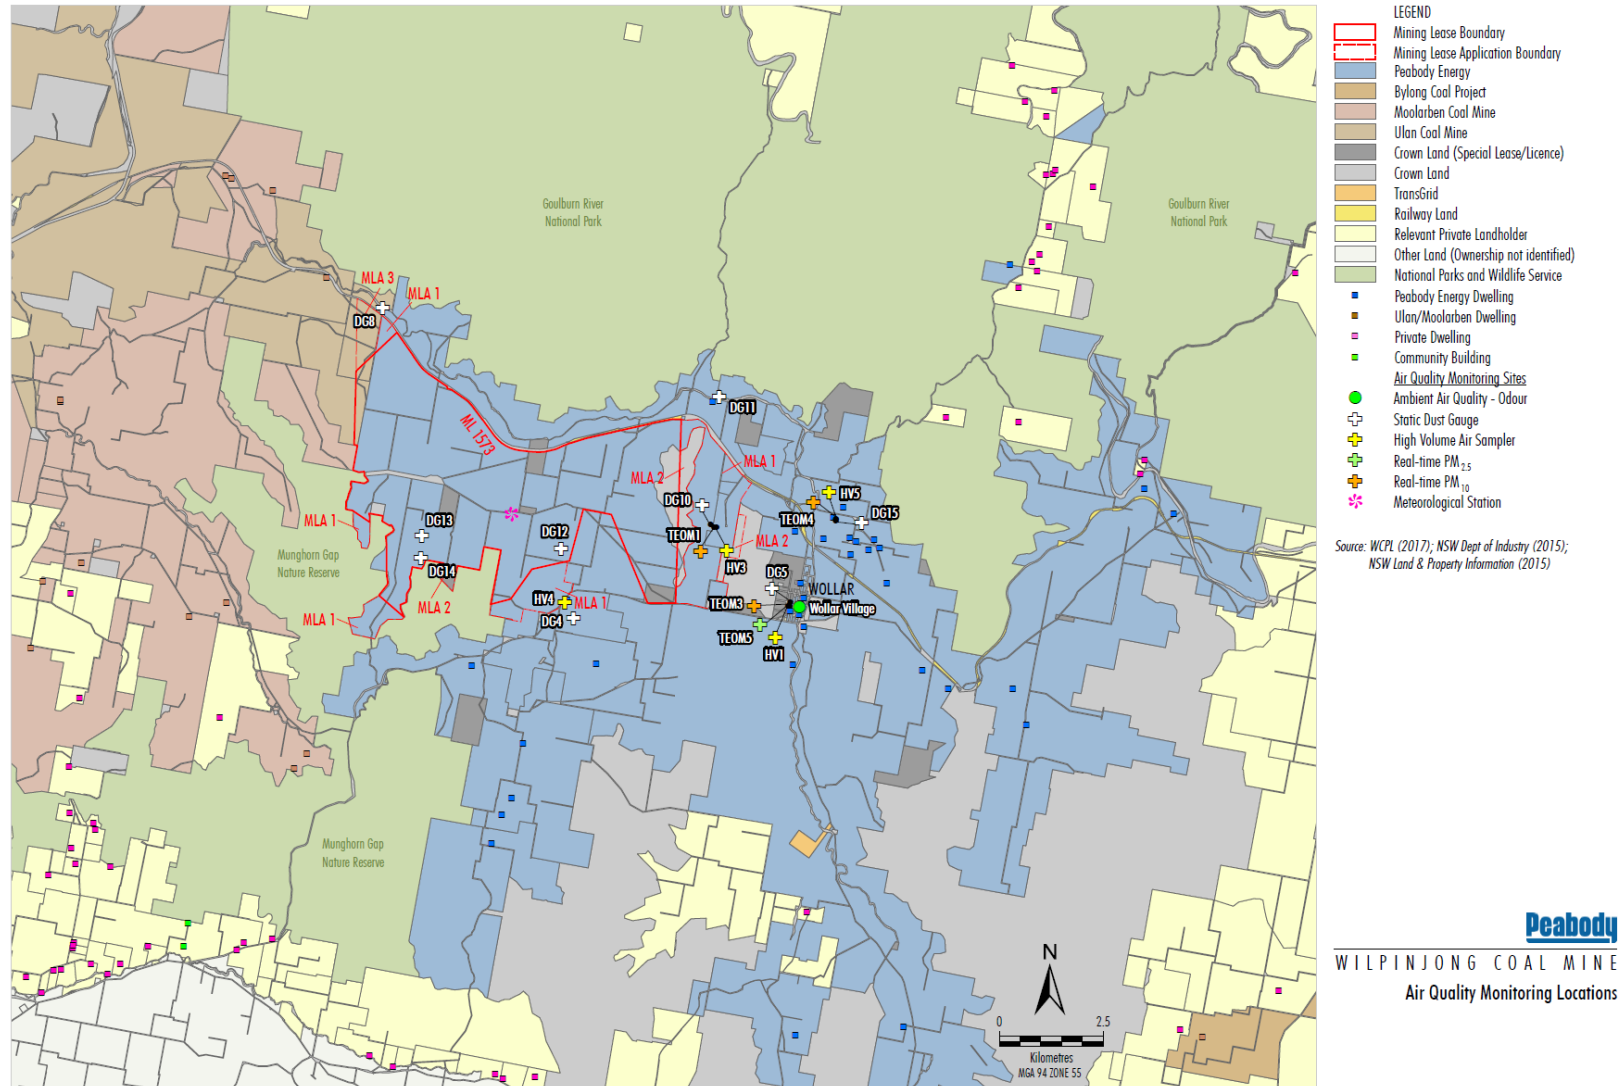 Goulburn River
National Park
Goulburn River
National Park
MLA 3
MLA 1
DG8
ML 1573
DG11
MLA 2
MLA 1
DG10
HV5
TEOM4
DG15
MLA 1
DG13
DG12
TEOM1
MLA 2
HV3
Munghorn Gap
Nature Reserve
DG14
DG5
WOLLAR
MLA 2
HV4
MLA 1
TEOM3
Wollar Village
MLA 1
DG4
TEOM5
HV1
Munghorn Gap
Nature Reserve
N
0 2.5
Kilometres
MGA 94 ZONE 55
LEGEND
Mining Lease Boundary
Mining Lease Application Boundary
Peabody Energy
Bylong Coal Project
Moolarben Coal Mine
Ulan Coal Mine
Crown Land (Special Lease/Licence)
Crown Land
TransGrid
Railway Land
Relevant Private Landholder
Other Land (Ownership not identified)
National Parks and Wildlife Service
Peabody Energy Dwelling
Ulan/Moolarben Dwelling
Private Dwelling
Community Building
Air Quality Monitoring Sites
Ambient Air Quality - Odour
Static Dust Gauge
High Volume Air Sampler
Real-time PM2.5
Real-time PM10
Meteorological Station
Source: WCPL (2017); NSW Dept of Industry (2015);
NSW Land & Property Information (2015)
Peabody
WILPINJONG COAL MINE
Air Quality Monitoring Locations